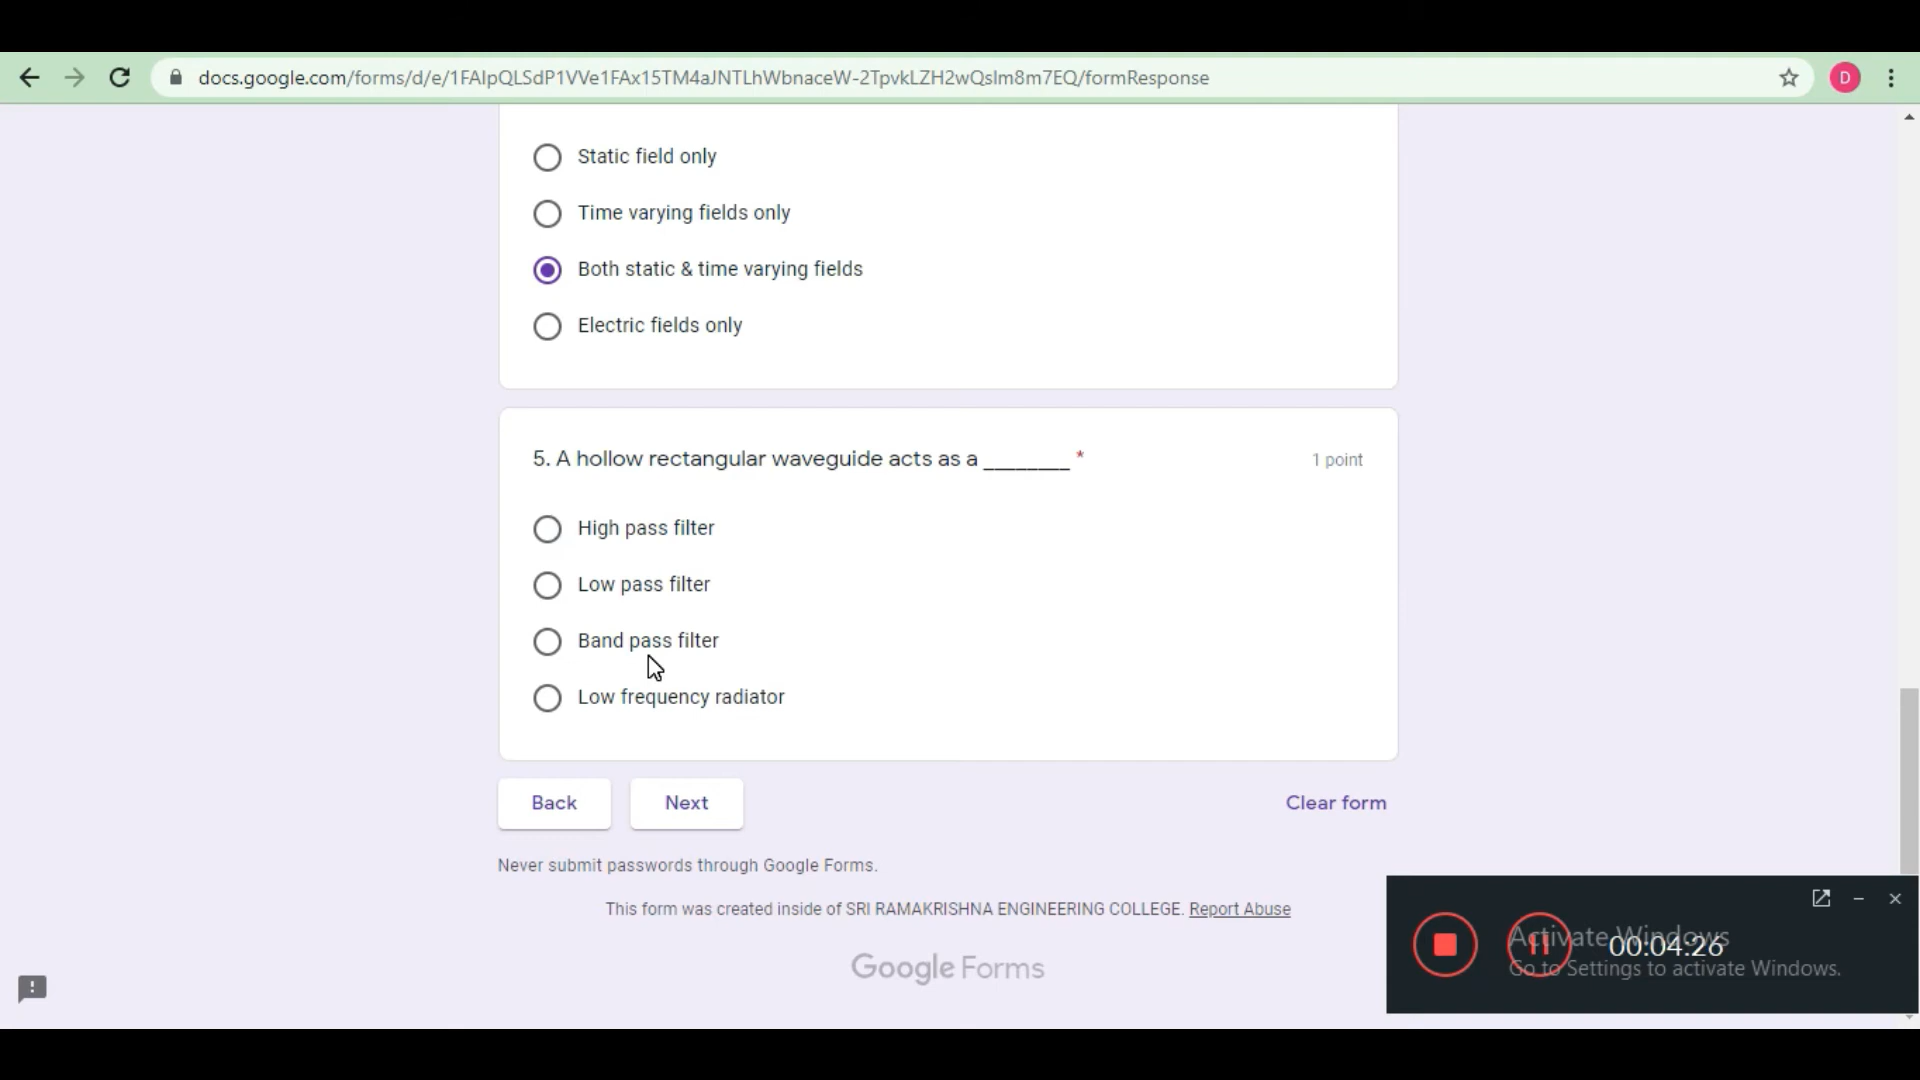 docs.google.com/forms/d/e/1FAIpQLSdP1VVe1FAx15TM4aJNTLhWbnaceW-2TpvkLZH2wQsIm8m7EQ/formResponse
D
Static field only
Time varying fields only
Both static & time varying fields
Electric fields only
5. A hollow rectangular waveguide acts as a ________ *
1 point
High pass filter
Low pass filter
Band pass filter
Low frequency radiator
Back
Next
Clear form
Never submit passwords through Google Forms.
This form was created inside of SRI RAMAKRISHNA ENGINEERING COLLEGE. Report Abuse
Google Forms
Activate Windows
00:04:26
Go to Settings to activate Windows.